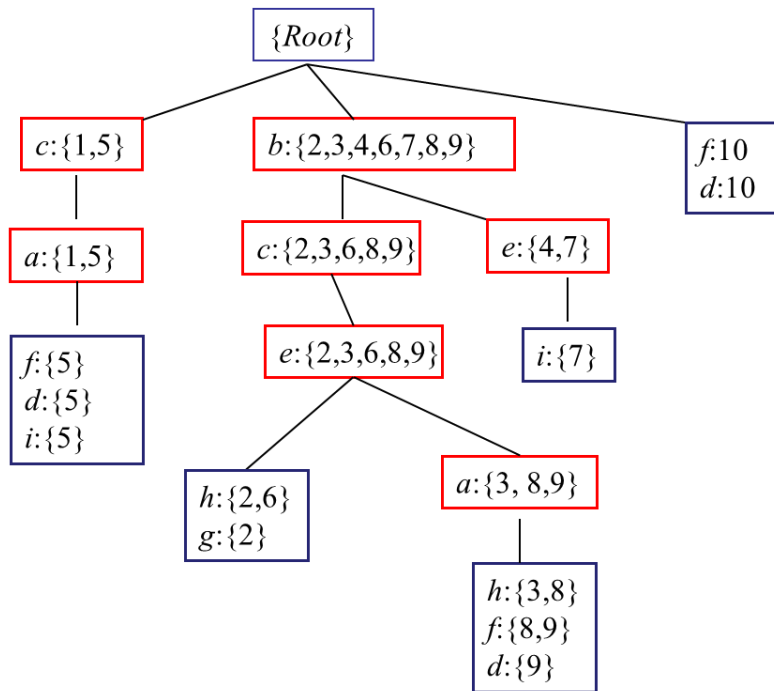 {Root}
c:{1,5}
b:{2,3,4,6,7,8,9}
f:10
d:10
a:{1,5}
c:{2,3,6,8,9}
e:{4,7}
f:{5}
d:{5}
i:{5}
e:{2,3,6,8,9}
i:{7}
h:{2,6}
g:{2}
a:{3, 8,9}
h:{3,8}
f:{8,9}
d:{9}